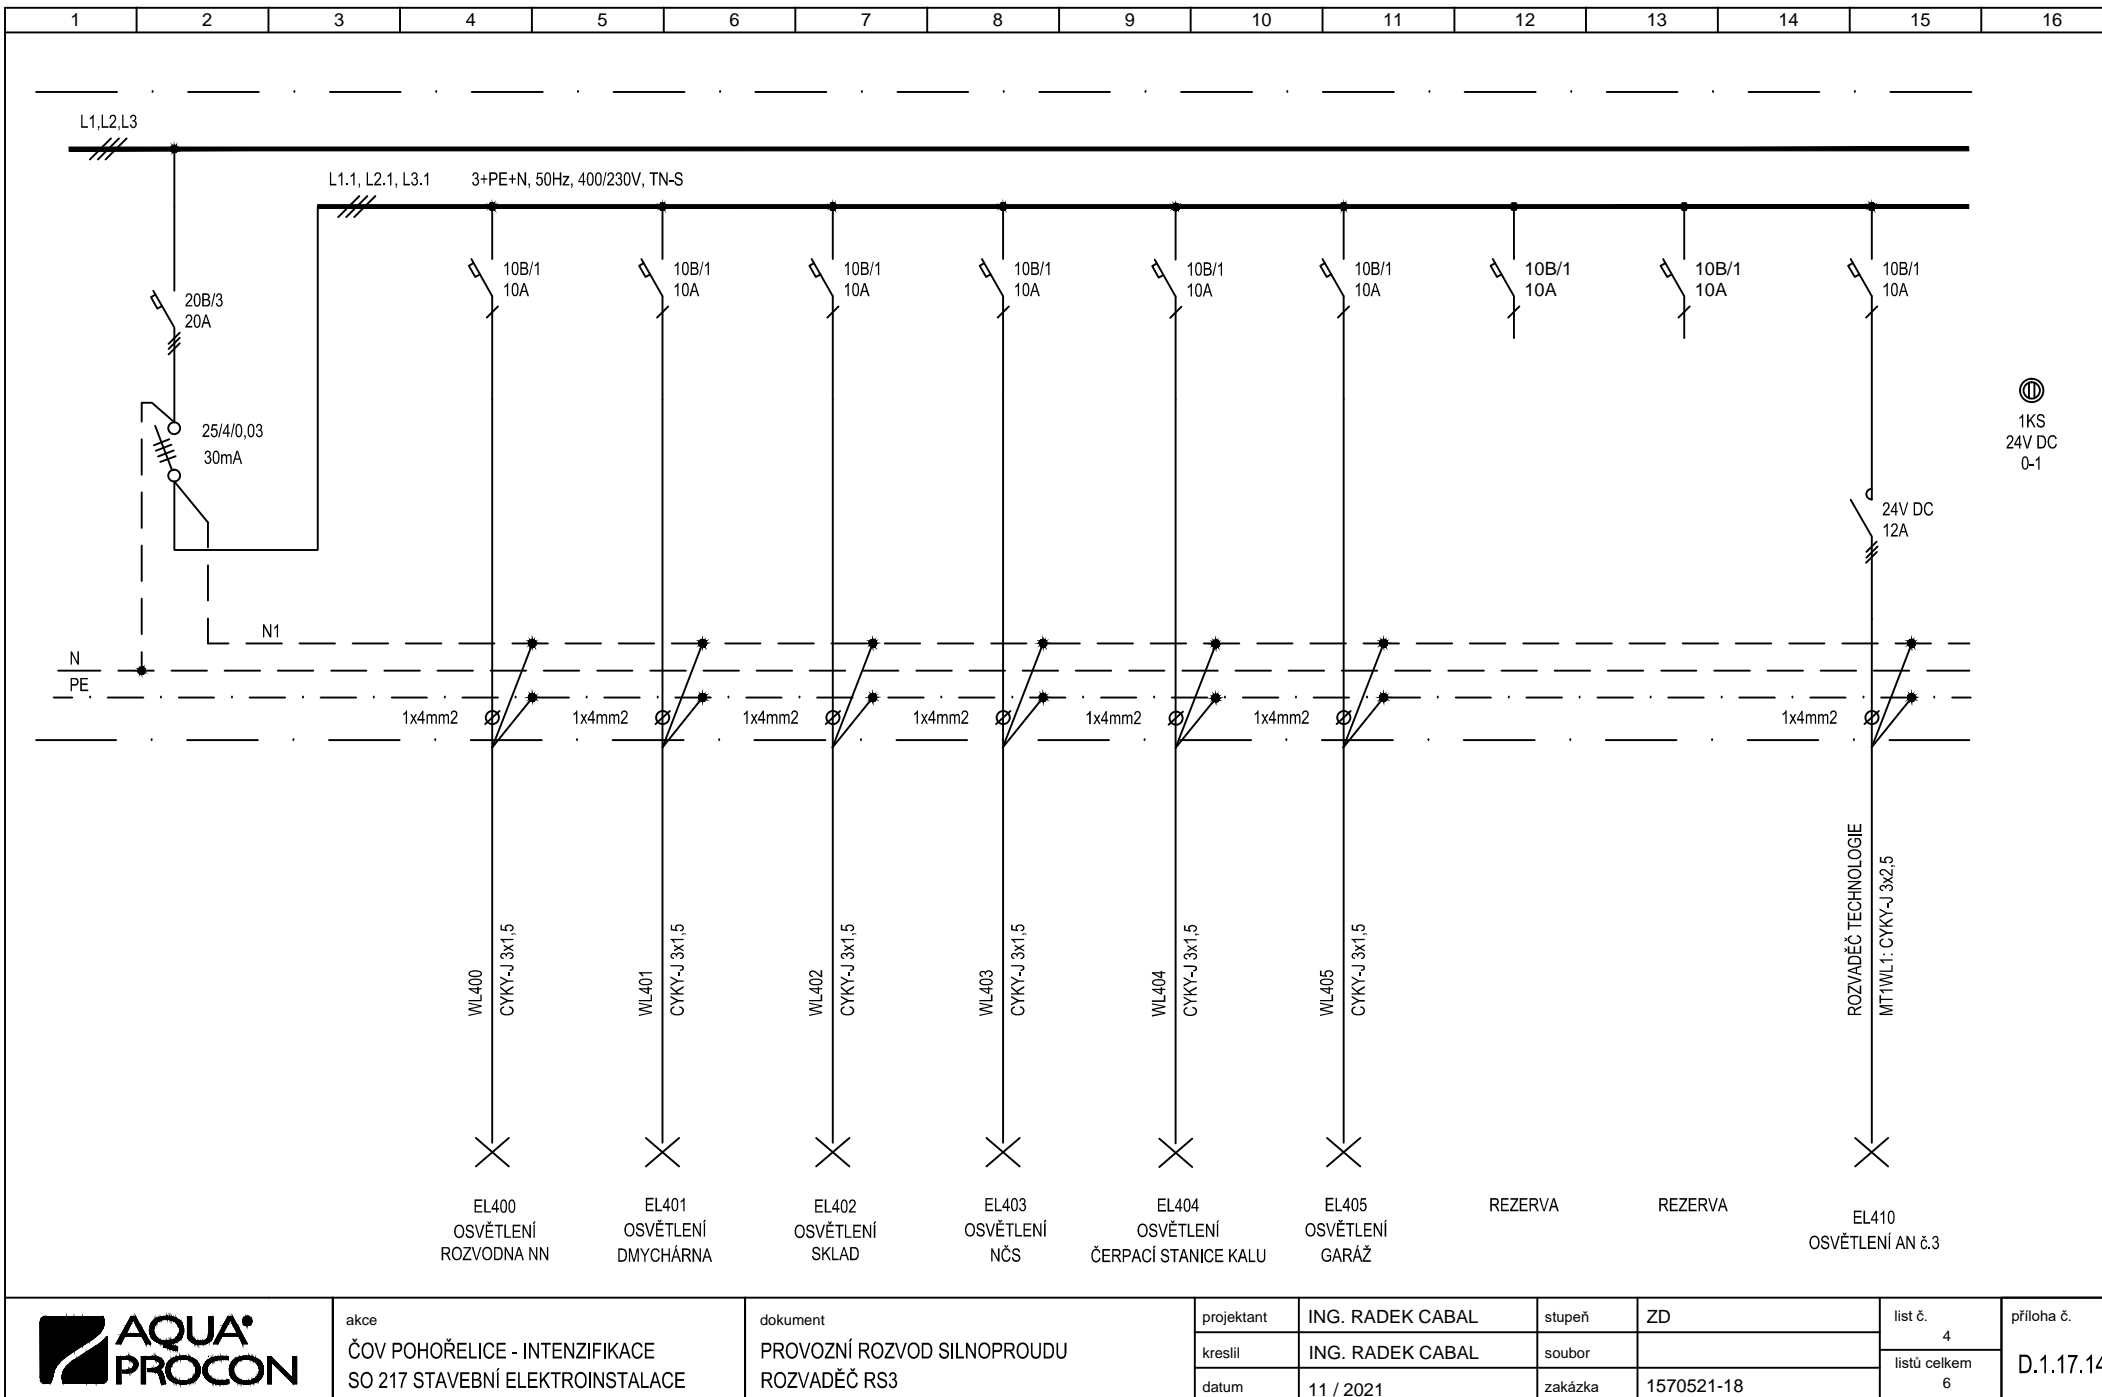 1 2 3 4 5 6 7 8 9 10 11 12 13 14 15 16
L1,L2,L3
L1.1, L2.1, L3.1 3+PE+N, 50Hz, 400/230V, TN-S
20B/3
20A
10B/1
10A
10B/1
10A
10B/1
10A
10B/1
10A
10B/1
10A
10B/1
10A
10B/1
10A
10B/1
10A
10B/1
10A
25/4/0,03
30mA
1KS
24V DC
0-1
24V DC
12A
N1
N
PE
1x4mm2 1x4mm2 1x4mm2 1x4mm2 1x4mm2 1x4mm2 1x4mm2
WL400
CYKY-J 3x1,5
WL401
CYKY-J 3x1,5
WL402
CYKY-J 3x1,5
WL403
CYKY-J 3x1,5
WL404
CYKY-J 3x1,5
WL405
CYKY-J 3x1,5
ROZVADĚČ TECHNOLOGIE
MT1WL1: CYKY-J 3x2,5
EL400
OSVĚTLENÍ
ROZVODNA NN
EL401
OSVĚTLENÍ
DMYCHÁRNA
EL402
OSVĚTLENÍ
SKLAD
EL403
OSVĚTLENÍ
NČS
EL404
OSVĚTLENÍ
ČERPACÍ STANICE KALU
EL405
OSVĚTLENÍ
GARÁŽ
REZERVA
REZERVA
EL410
OSVĚTLENÍ AN č.3
AQUA
PROCON
akce
ČOV POHOŘELICE - INTENZIFIKACE
SO 217 STAVEBNÍ ELEKTROINSTALACE
dokument
PROVOZNÍ ROZVOD SILNOPROUDU
ROZVADĚČ RS3
projektant ING. RADEK CABAL stupeň ZD
kreslil ING. RADEK CABAL soubor
datum 11 / 2021 zakázka 1570521-18
list č.
4
listů celkem
6
příloha č.
D.1.17.14